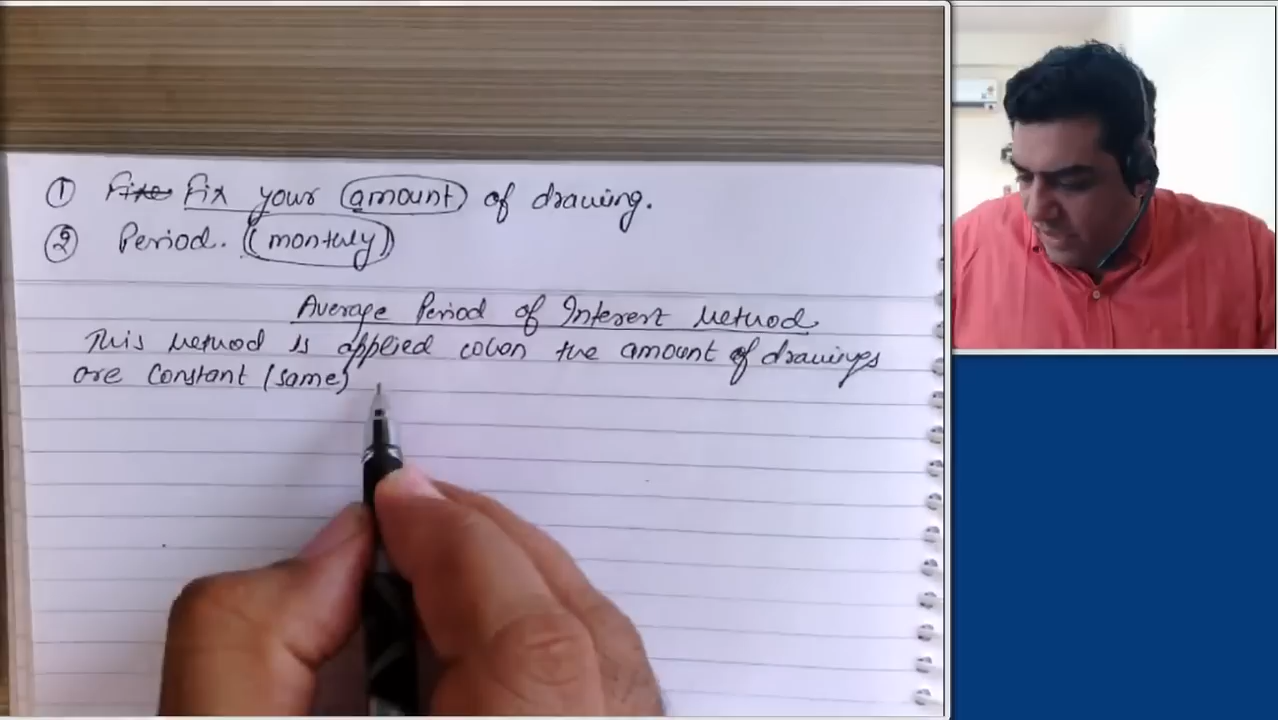 ① Fixe Fix your amount of drawing.
② Period. (monthly)
Average Period of Interest Method
This Method is applied when the amount of drawings
are constant (same)